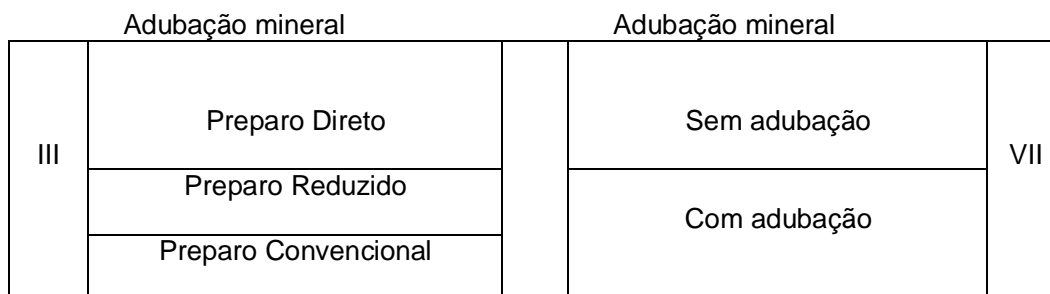 Adubação mineral Adubação mineral
Preparo Direto Sem adubação
III VII
Preparo Reduzido
Com adubação
Preparo Convencional